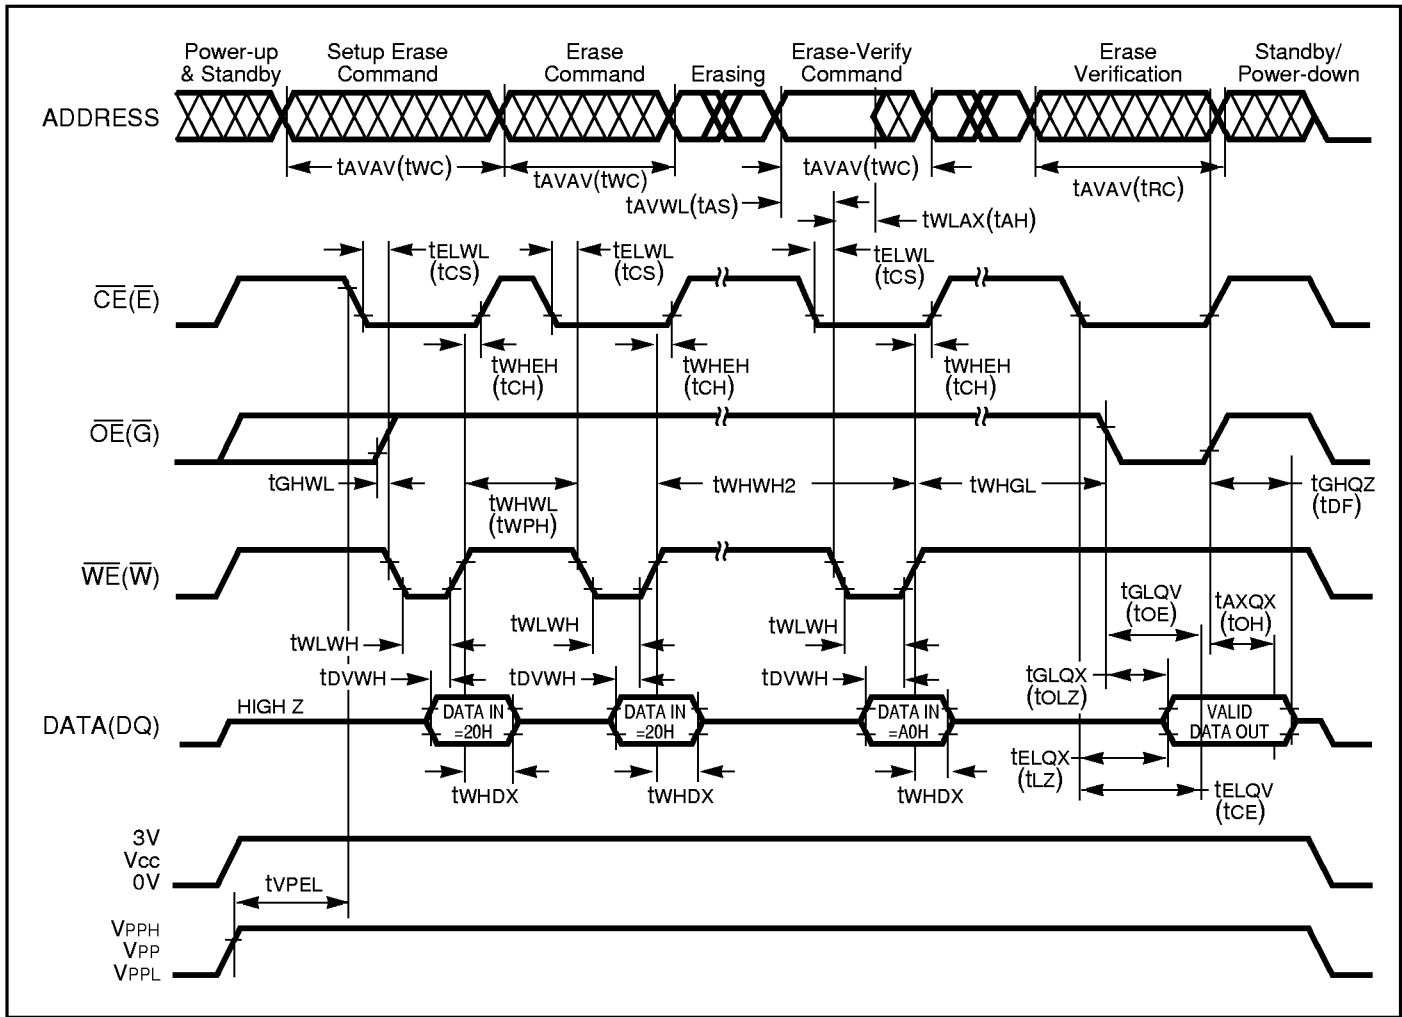 Power-up
& Standby
Setup Erase
Command
Erase
Command
Erasing
Erase-Verify
Command
Erase
Verification
Standby/
Power-down
ADDRESS
tAVAV(tWC)
tAVAV(tWC)
tAVAV(tWC)
tAVAV(tRC)
tAVWL(tAS)
tWLAX(tAH)
tELWL
(tCS)
tELWL
(tCS)
tELWL
(tCS)
C̅E̅(E̅)
tWHEH
(tCH)
tWHEH
(tCH)
tWHEH
(tCH)
O̅E̅(G̅)
tGHWL
tWHWL
(tWPH)
tWHWH2
tWHGL
tGHQZ
(tDF)
W̅E̅(W̅)
tWLWH
tWLWH
tWLWH
tGLQV
(tOE)
tAXQX
(tOH)
tDVWH
tDVWH
tDVWH
tGLQX
(tOLZ)
DATA(DQ)
HIGH Z
DATA IN
=20H
DATA IN
=20H
DATA IN
=A0H
VALID
DATA OUT
tWHDX
tWHDX
tWHDX
tELQX
(tLZ)
tELQV
(tCE)
3V
Vcc
0V
tVPEL
VPPH
VPP
VPPL